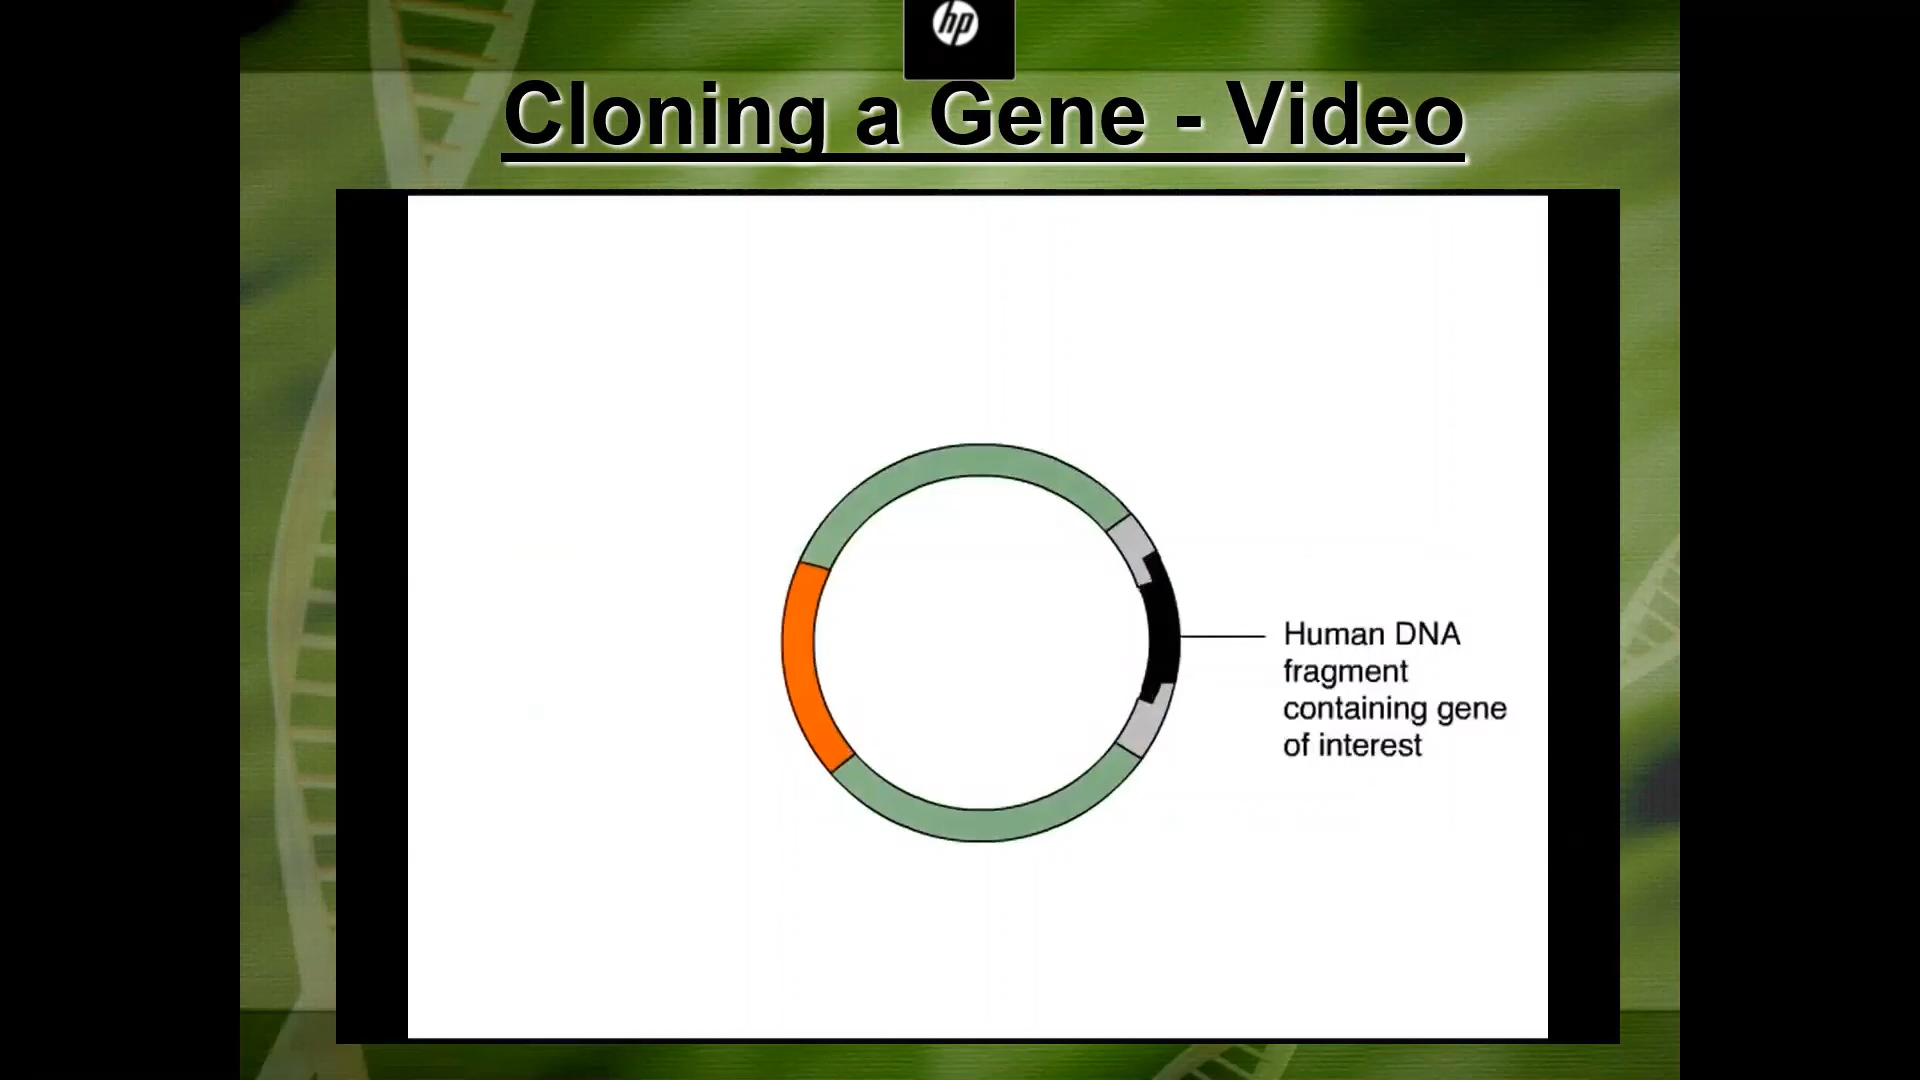 hp
Cloning a Gene - Video
Human DNA
fragment
containing gene
of interest